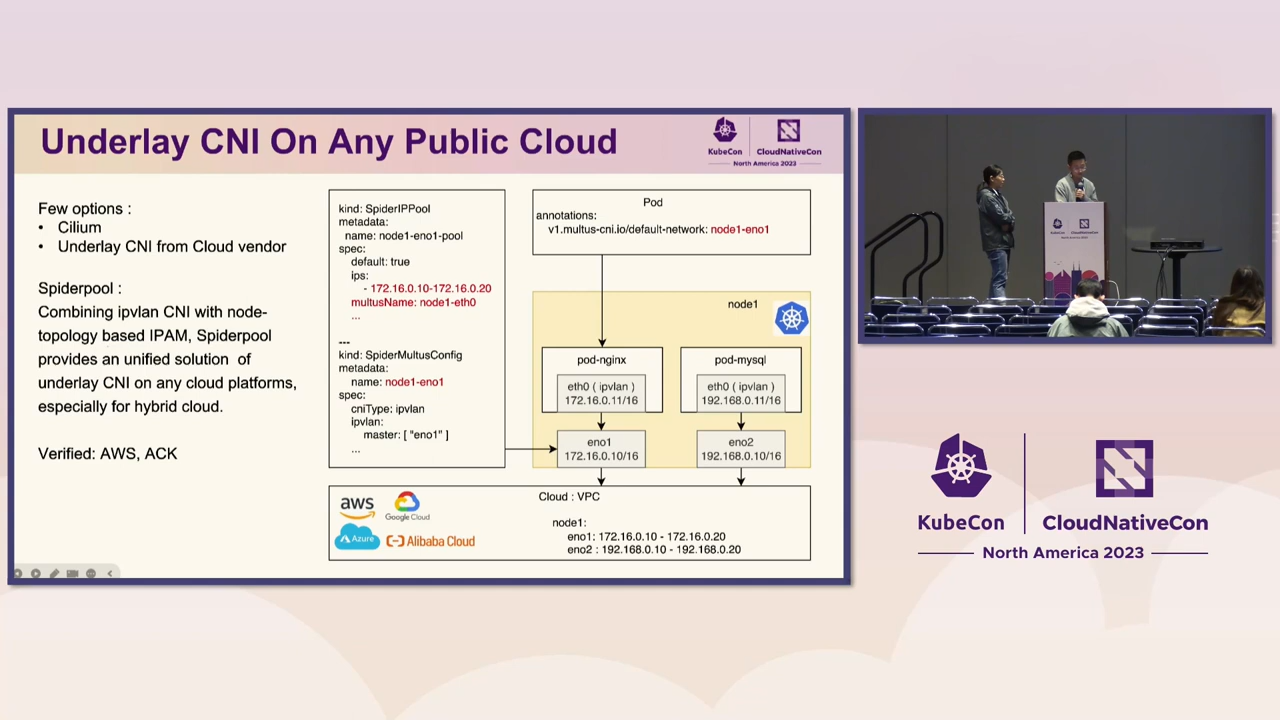 Underlay CNI On Any Public Cloud
KubeCon
CloudNativeCon
North America 2023
Few options :
• Cilium
• Underlay CNI from Cloud vendor
Spiderpool :
Combining ipvlan CNI with node-
topology based IPAM, Spiderpool
provides an unified solution of
underlay CNI on any cloud platforms,
especially for hybrid cloud.
Verified: AWS, ACK
kind: SpiderIPPool
metadata:
name: node1-eno1-pool
spec:
default: true
ips:
- 172.16.0.10-172.16.0.20
multusName: node1-eth0
...
---
kind: SpiderMultusConfig
metadata:
name: node1-eno1
spec:
cniType: ipvlan
ipvlan:
master: [ "eno1" ]
...
Pod
annotations:
v1.multus-cni.io/default-network: node1-eno1
node1
pod-nginx
eth0 ( ipvlan )
172.16.0.11/16
pod-mysql
eth0 ( ipvlan )
192.168.0.11/16
eno1
172.16.0.10/16
eno2
192.168.0.10/16
aws
Google Cloud
Azure
Alibaba Cloud
Cloud : VPC
node1:
eno1: 172.16.0.10 - 172.16.0.20
eno2 : 192.168.0.10 - 192.168.0.20
KubeCon
CloudNativeCon
North America 2023